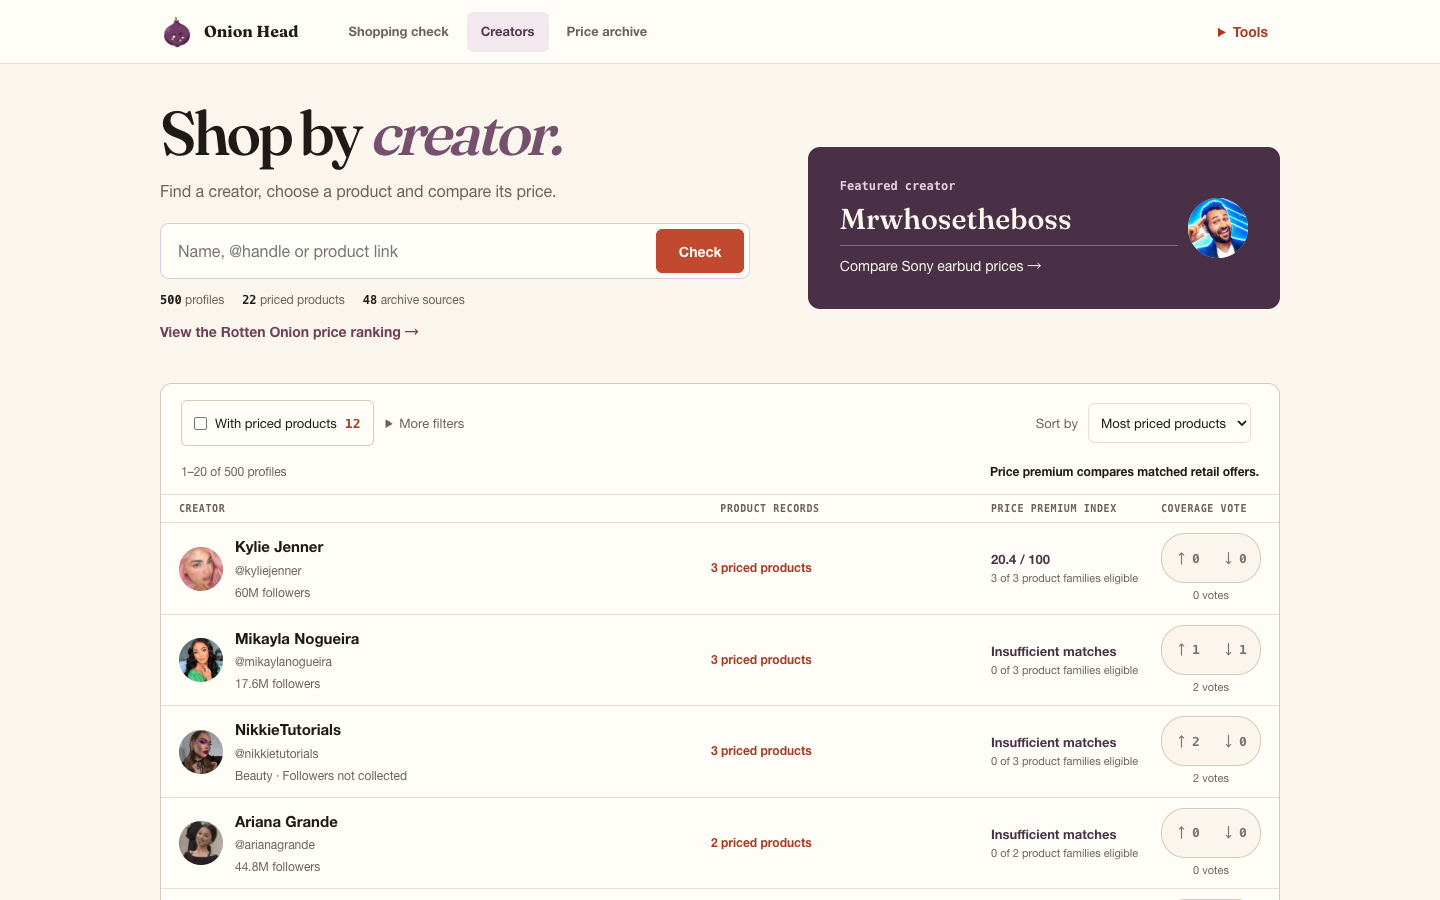 Onion Head
Shopping check
Creators
Price archive
▶ Tools
Shop by creator.
Find a creator, choose a product and compare its price.
Name, @handle or product link
Check
500 profiles 22 priced products 48 archive sources
View the Rotten Onion price ranking →
Featured creator
Mrwhosetheboss
Compare Sony earbud prices →
With priced products 12
▶ More filters
Sort by
Most priced products
1–20 of 500 profiles
Price premium compares matched retail offers.
CREATOR PRODUCT RECORDS PRICE PREMIUM INDEX COVERAGE VOTE
Kylie Jenner
@kyliejenner
60M followers
3 priced products
20.4 / 100
3 of 3 product families eligible
↑ 0 ↓ 0
0 votes
Mikayla Nogueira
@mikaylanogueira
17.6M followers
3 priced products
Insufficient matches
0 of 3 product families eligible
↑ 1 ↓ 1
2 votes
NikkieTutorials
@nikkietutorials
Beauty · Followers not collected
3 priced products
Insufficient matches
0 of 3 product families eligible
↑ 2 ↓ 0
2 votes
Ariana Grande
@arianagrande
44.8M followers
2 priced products
Insufficient matches
0 of 2 product families eligible
↑ 0 ↓ 0
0 votes